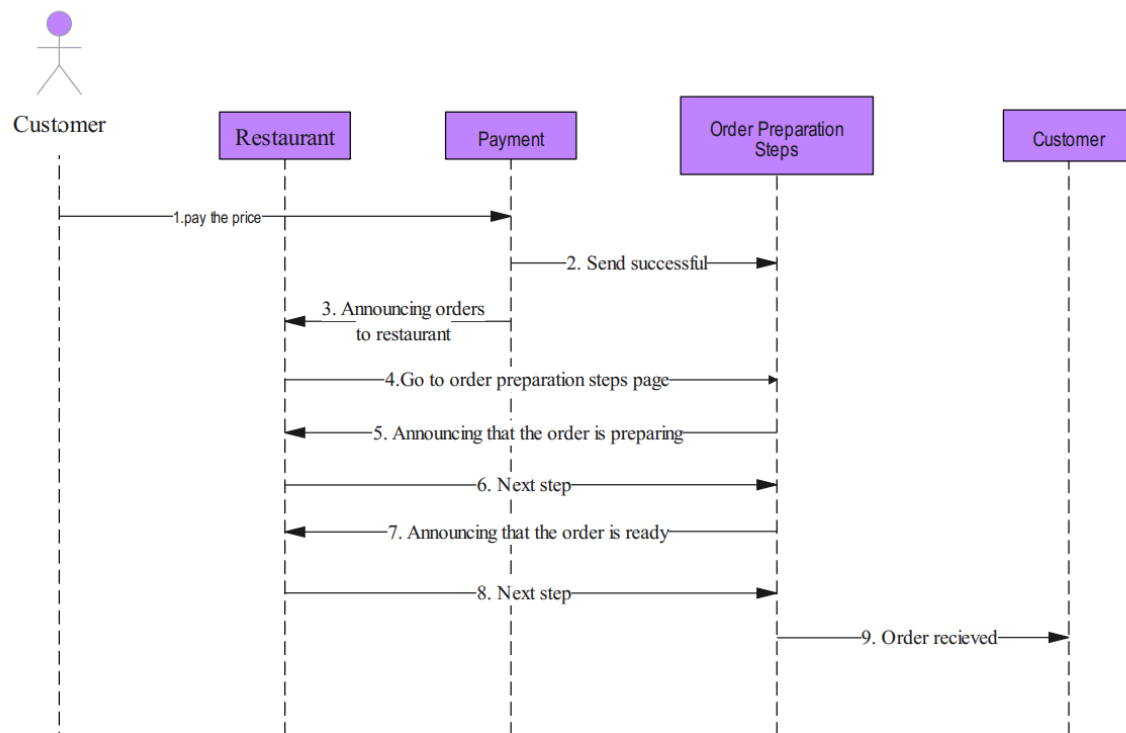 Customer
Restaurant
Payment
Order Preparation
Steps
Customer
1.pay the price
2. Send successful
3. Announcing orders
to restaurant
4.Go to order preparation steps page
5. Announcing that the order is preparing
6. Next step
7. Announcing that the order is ready
8. Next step
9. Order recieved